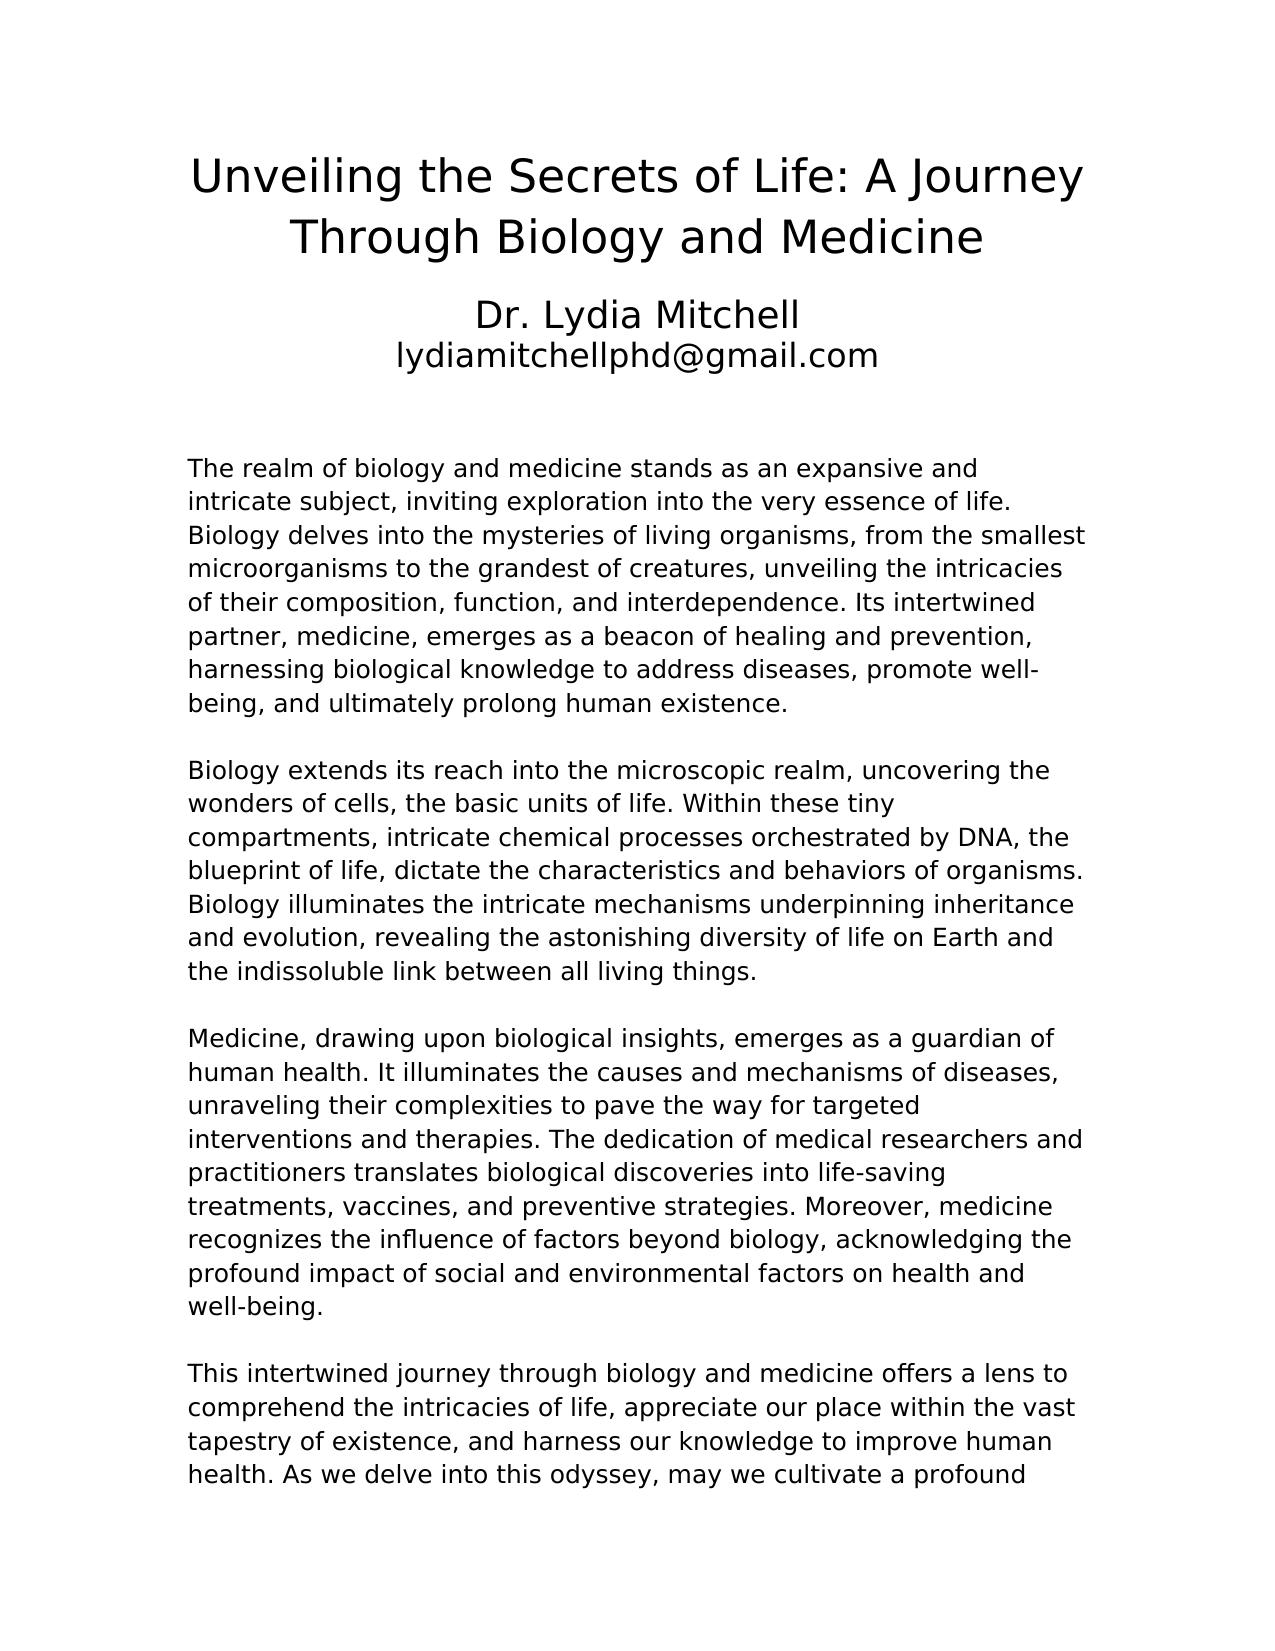 Unveiling the Secrets of Life: A Journey
Through Biology and Medicine
Dr. Lydia Mitchell
lydiamitchellphd@gmail.com
The realm of biology and medicine stands as an expansive and
intricate subject, inviting exploration into the very essence of life.
Biology delves into the mysteries of living organisms, from the smallest
microorganisms to the grandest of creatures, unveiling the intricacies
of their composition, function, and interdependence. Its intertwined
partner, medicine, emerges as a beacon of healing and prevention,
harnessing biological knowledge to address diseases, promote well-
being, and ultimately prolong human existence.
Biology extends its reach into the microscopic realm, uncovering the
wonders of cells, the basic units of life. Within these tiny
compartments, intricate chemical processes orchestrated by DNA, the
blueprint of life, dictate the characteristics and behaviors of organisms.
Biology illuminates the intricate mechanisms underpinning inheritance
and evolution, revealing the astonishing diversity of life on Earth and
the indissoluble link between all living things.
Medicine, drawing upon biological insights, emerges as a guardian of
human health. It illuminates the causes and mechanisms of diseases,
unraveling their complexities to pave the way for targeted
interventions and therapies. The dedication of medical researchers and
practitioners translates biological discoveries into life-saving
treatments, vaccines, and preventive strategies. Moreover, medicine
recognizes the influence of factors beyond biology, acknowledging the
profound impact of social and environmental factors on health and
well-being.
This intertwined journey through biology and medicine offers a lens to
comprehend the intricacies of life, appreciate our place within the vast
tapestry of existence, and harness our knowledge to improve human
health. As we delve into this odyssey, may we cultivate a profound